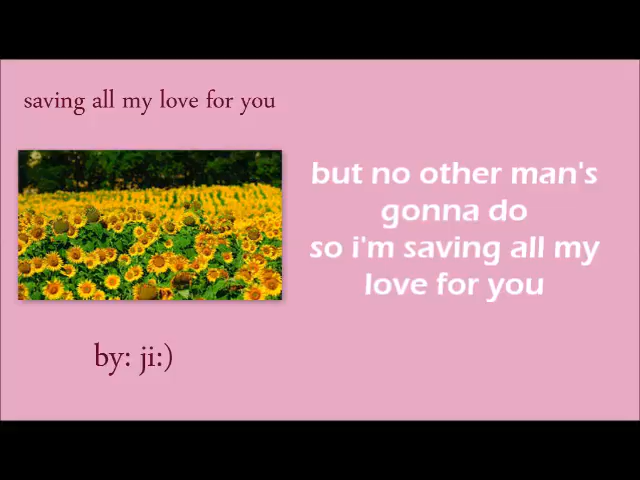 saving all my love for you
but no other man's
gonna do
so i'm saving all my
love for you
by: ji:)